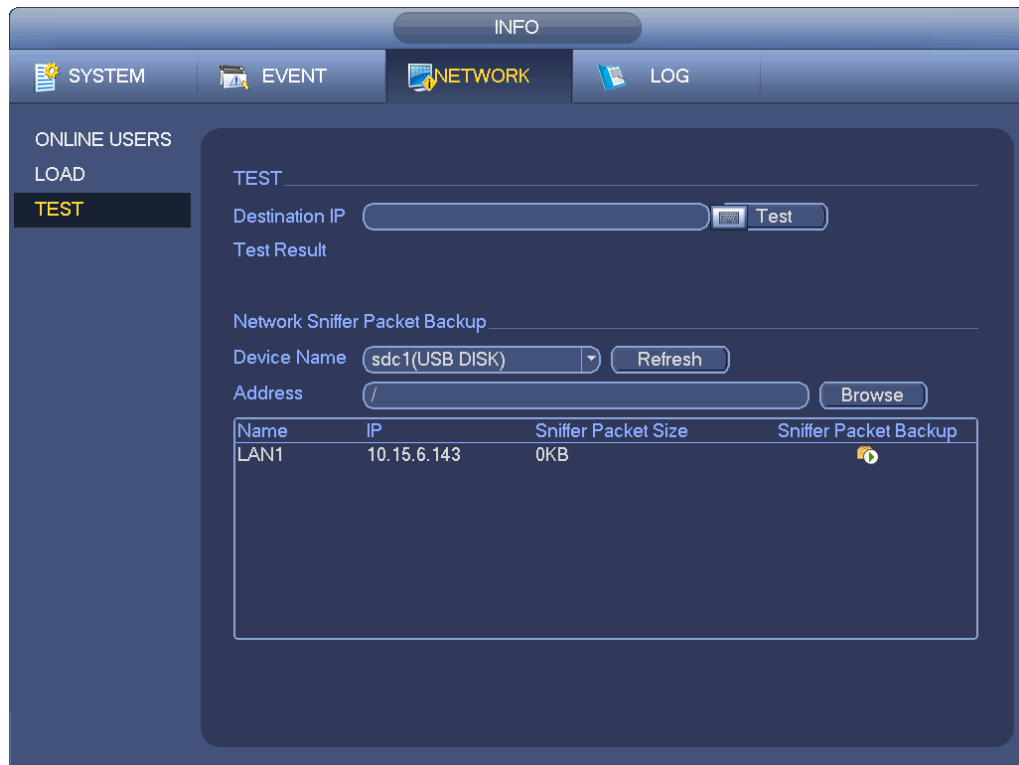 INFO
SYSTEM EVENT NETWORK LOG
ONLINE USERS
LOAD
TEST
TEST
Destination IP Test
Test Result
Network Sniffer Packet Backup
Device Name sdc1(USB DISK) Refresh
Address / Browse
Name IP Sniffer Packet Size Sniffer Packet Backup
LAN1 10.15.6.143 0KB